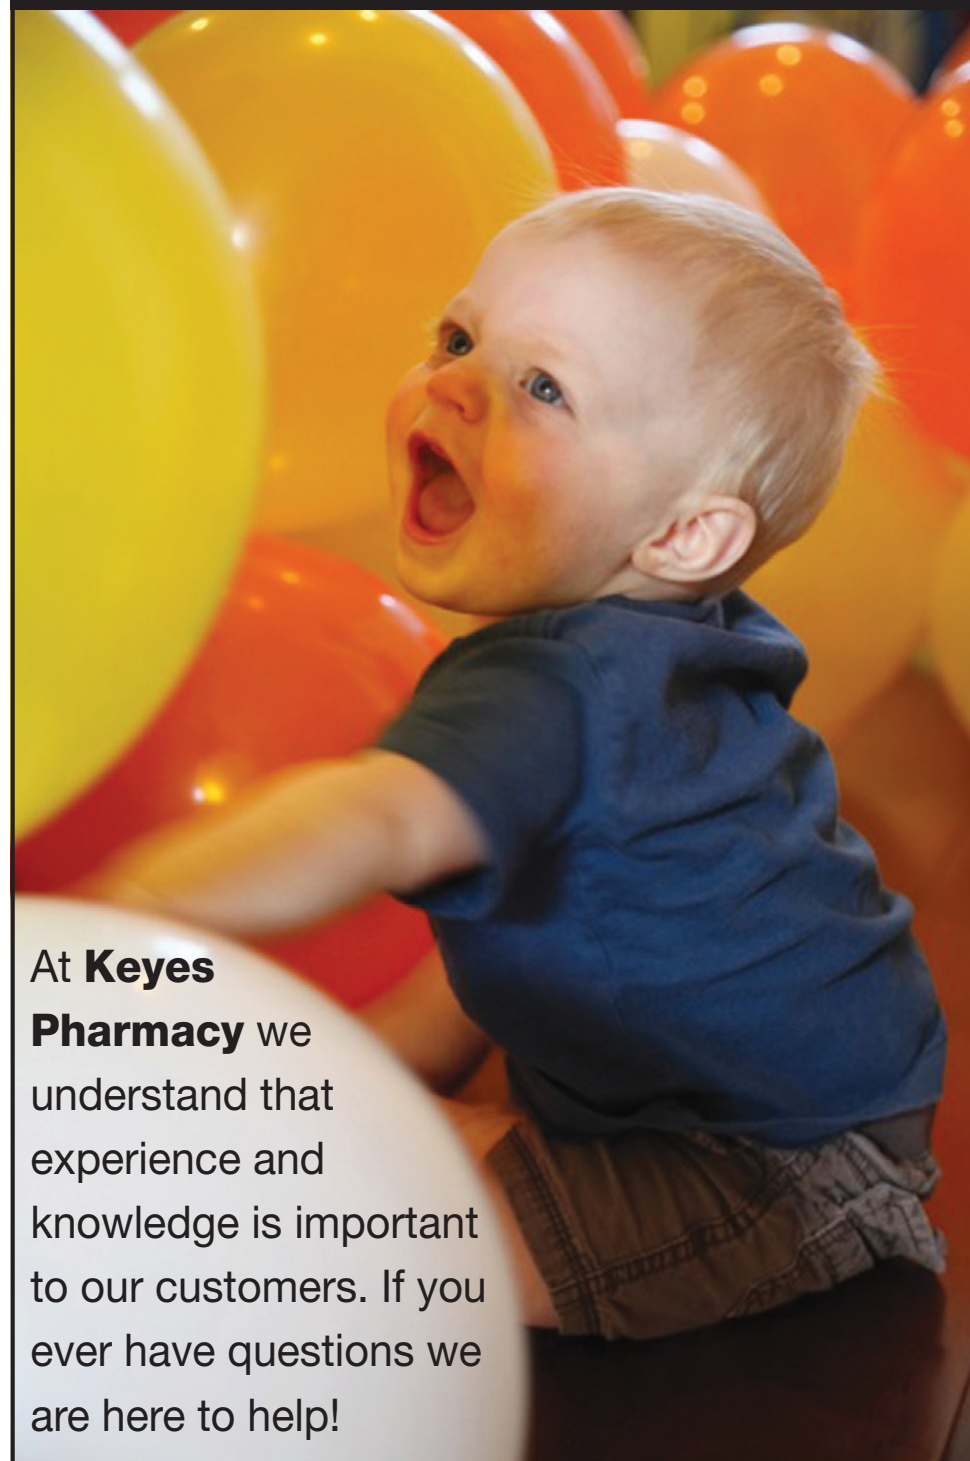 At Keyes
Pharmacy we
understand that
experience and
knowledge is important
to our customers. If you
ever have questions we
are here to help!